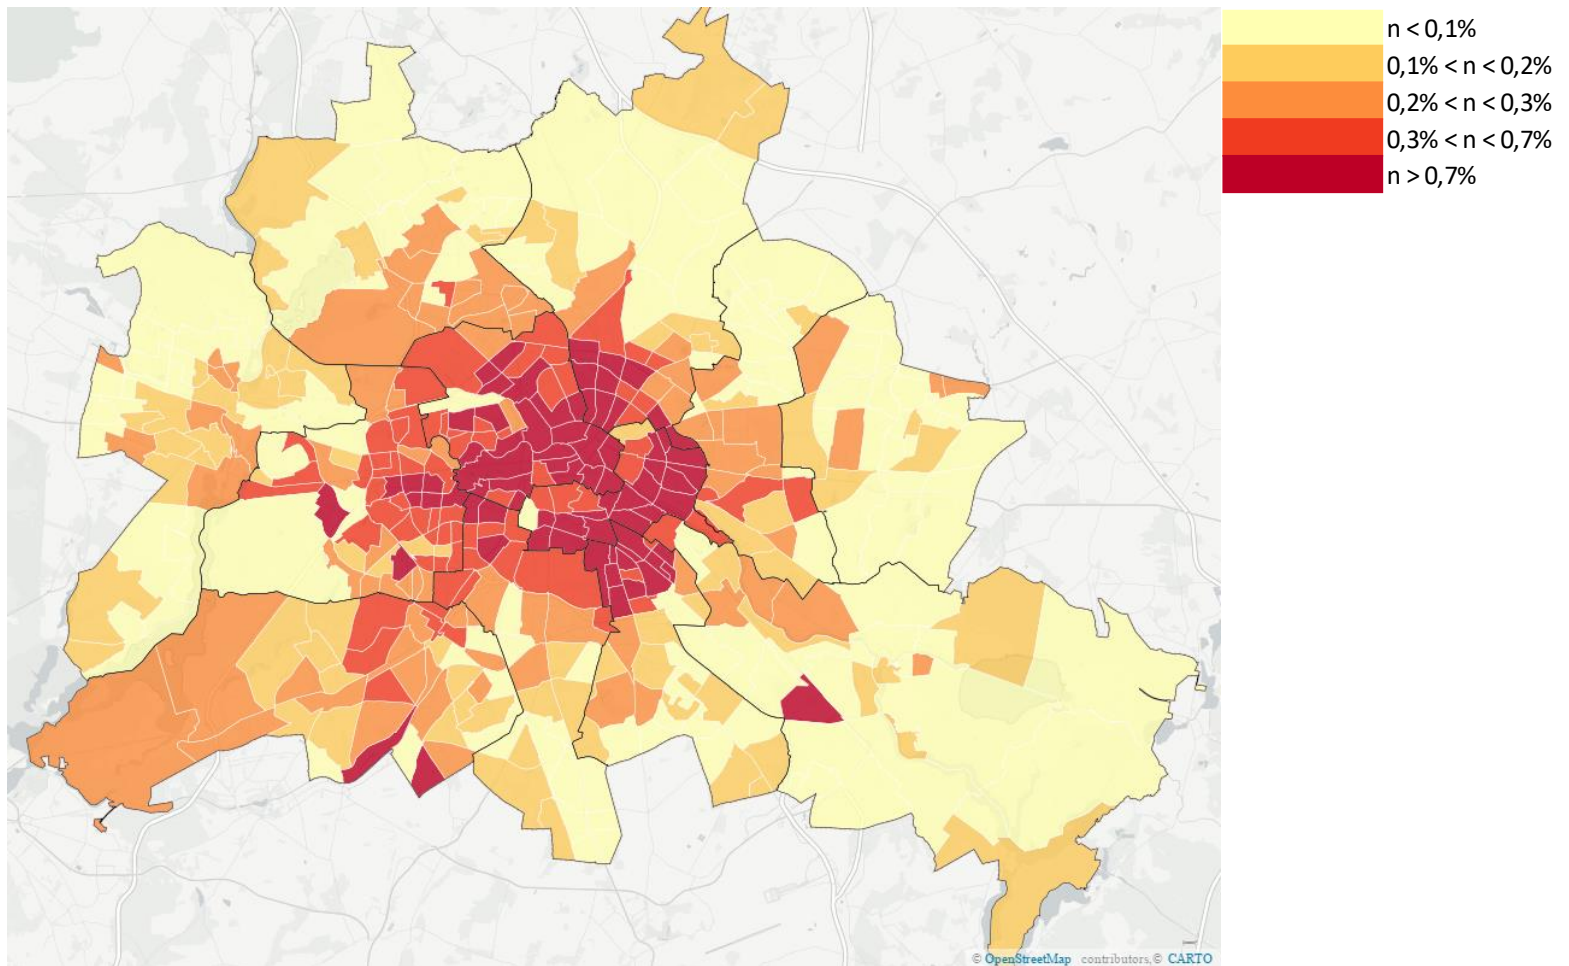 n < 0,1%
0,1% < n < 0,2%
0,2% < n < 0,3%
0,3% < n < 0,7%
n > 0,7%
© OpenStreetMap contributors,© CARTO